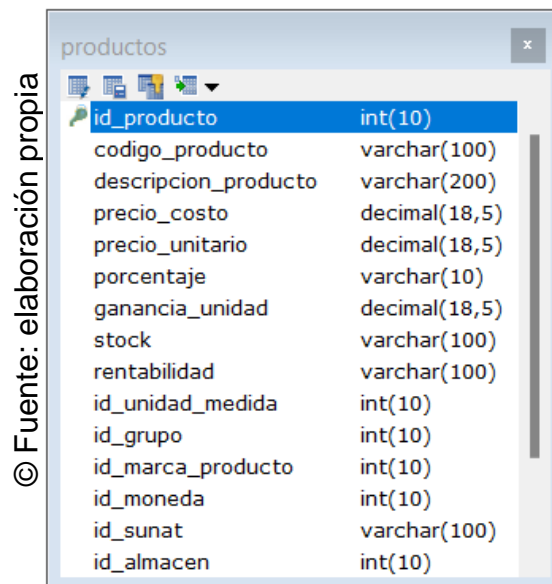 © Fuente: elaboración propia
productos
x
id_producto int(10)
codigo_producto varchar(100)
descripcion_producto varchar(200)
precio_costo decimal(18,5)
precio_unitario decimal(18,5)
porcentaje varchar(10)
ganancia_unidad decimal(18,5)
stock varchar(100)
rentabilidad varchar(100)
id_unidad_medida int(10)
id_grupo int(10)
id_marca_producto int(10)
id_moneda int(10)
id_sunat varchar(100)
id_almacen int(10)